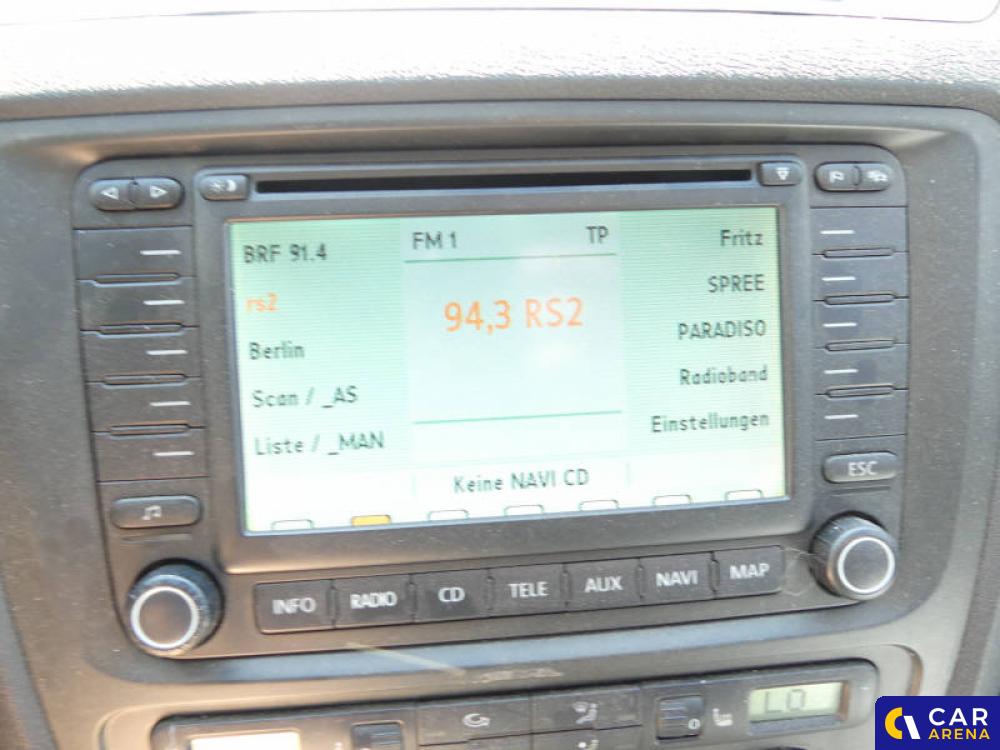 BRF 91.4
rs2
Berlin
Scan / _AS
Liste / _MAN
FM 1 TP
94,3 RS2
Keine NAVI CD
Fritz
SPREE
PARADISO
Radioband
Einstellungen
ESC
INFO RADIO CD TELE AUX NAVI MAP
LO
CAR
ARENA